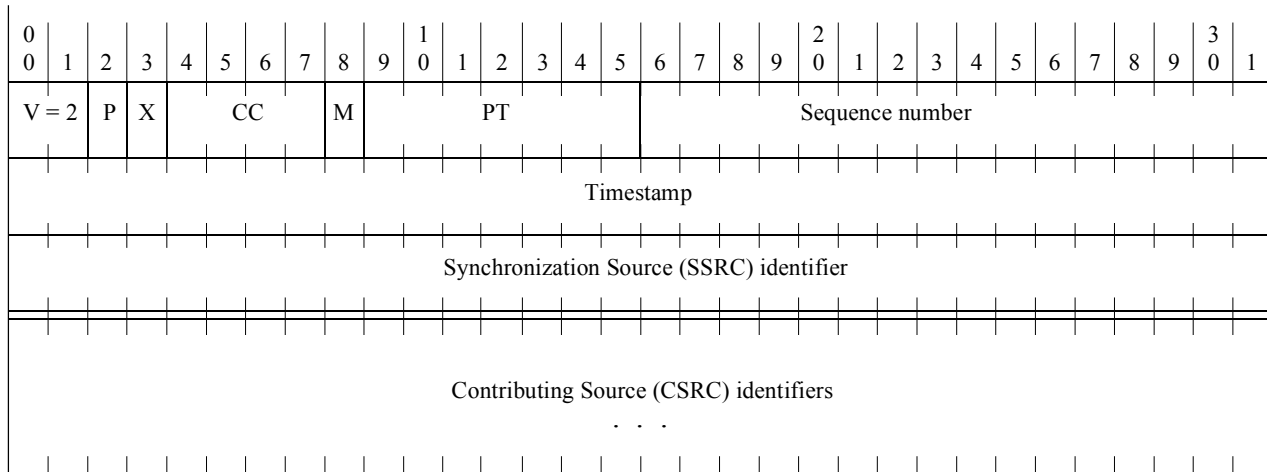 0 1 2 3
0 1 2 3 4 5 6 7 8 9 0 1 2 3 4 5 6 7 8 9 0 1 2 3 4 5 6 7 8 9 0 1
V = 2 P X CC M PT Sequence number
Timestamp
Synchronization Source (SSRC) identifier
Contributing Source (CSRC) identifiers
. . .